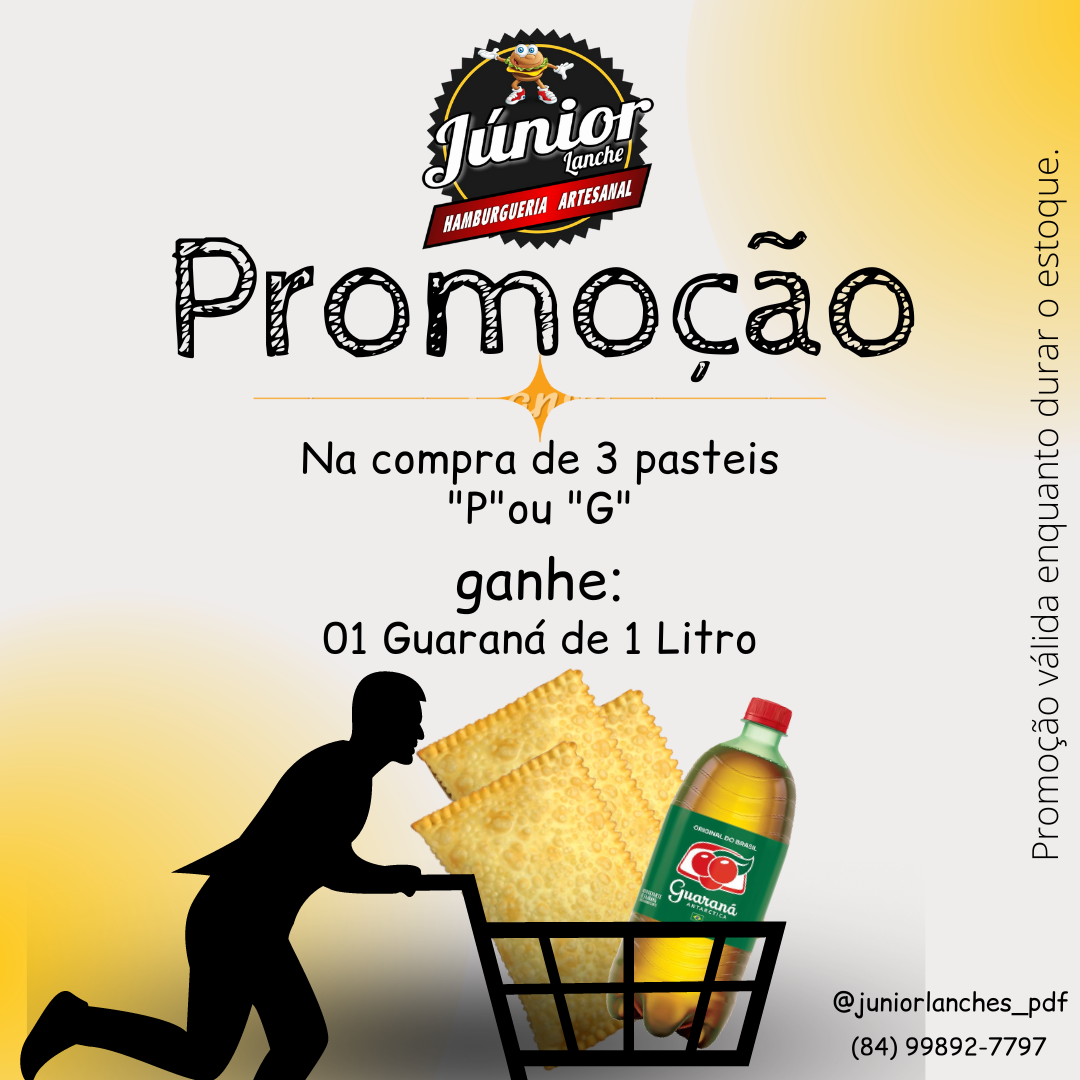 Júnior
Lanche
HAMBURGUERIA ARTESANAL
Promoção
Na compra de 3 pasteis
"P"ou "G"
ganhe:
01 Guaraná de 1 Litro
Promoção válida enquanto durar o estoque.
ORIGINAL DO BRASIL
Guaraná
ANTARCTICA
@juniorlanches_pdf
(84) 99892-7797